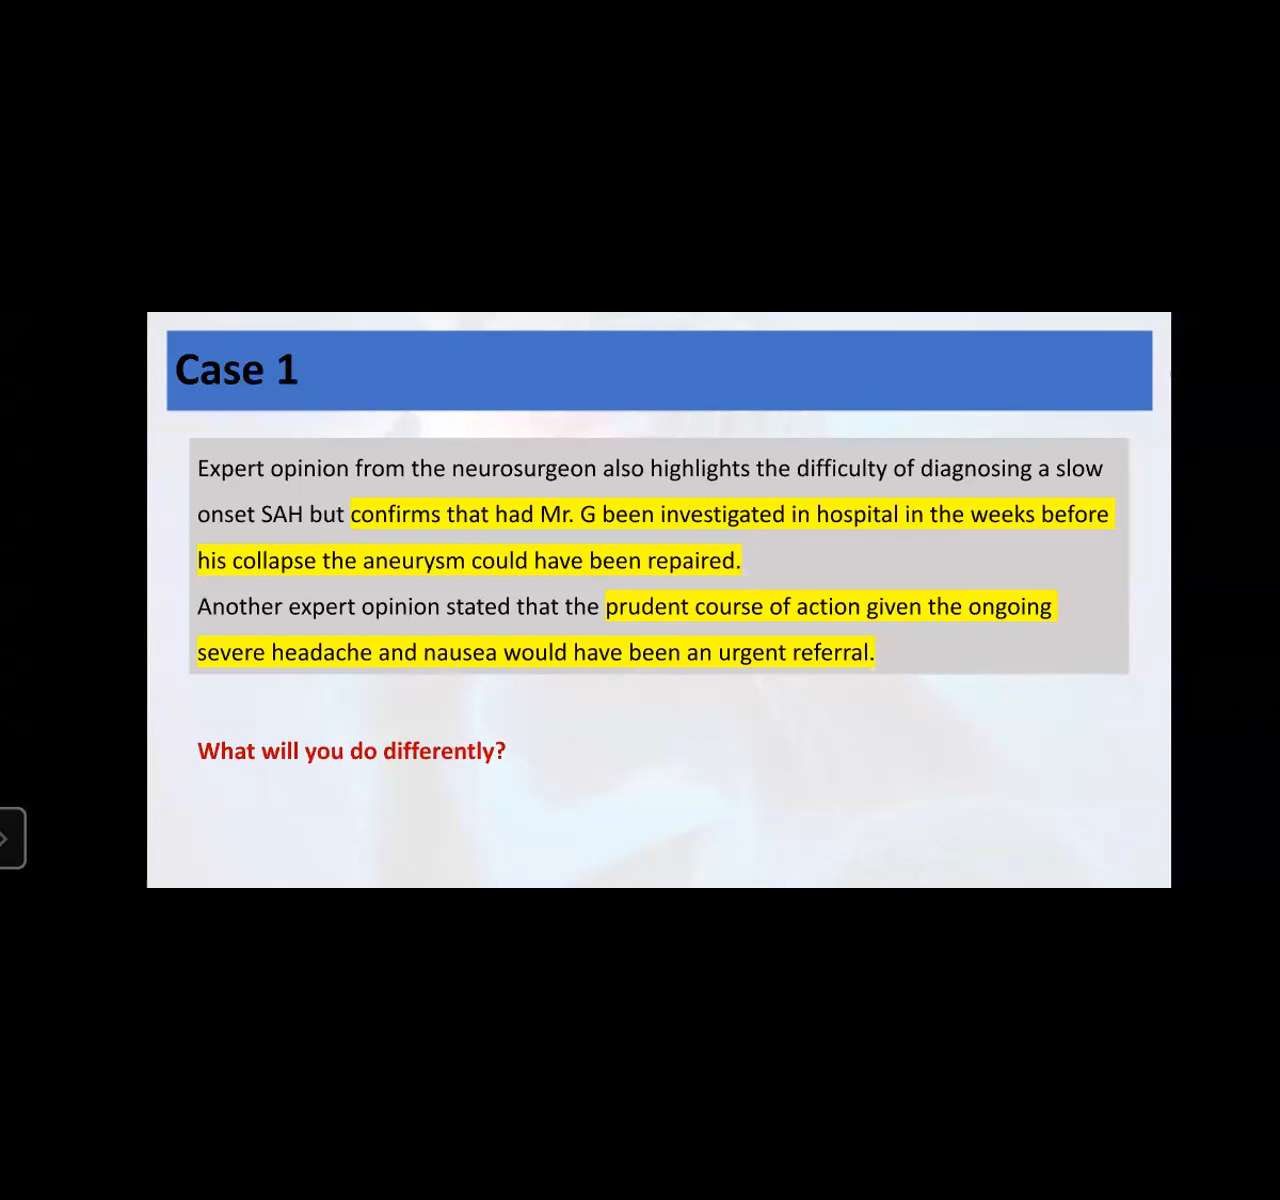 Case 1
Expert opinion from the neurosurgeon also highlights the difficulty of diagnosing a slow
onset SAH but confirms that had Mr. G been investigated in hospital in the weeks before
his collapse the aneurysm could have been repaired.
Another expert opinion stated that the prudent course of action given the ongoing
severe headache and nausea would have been an urgent referral.
What will you do differently?